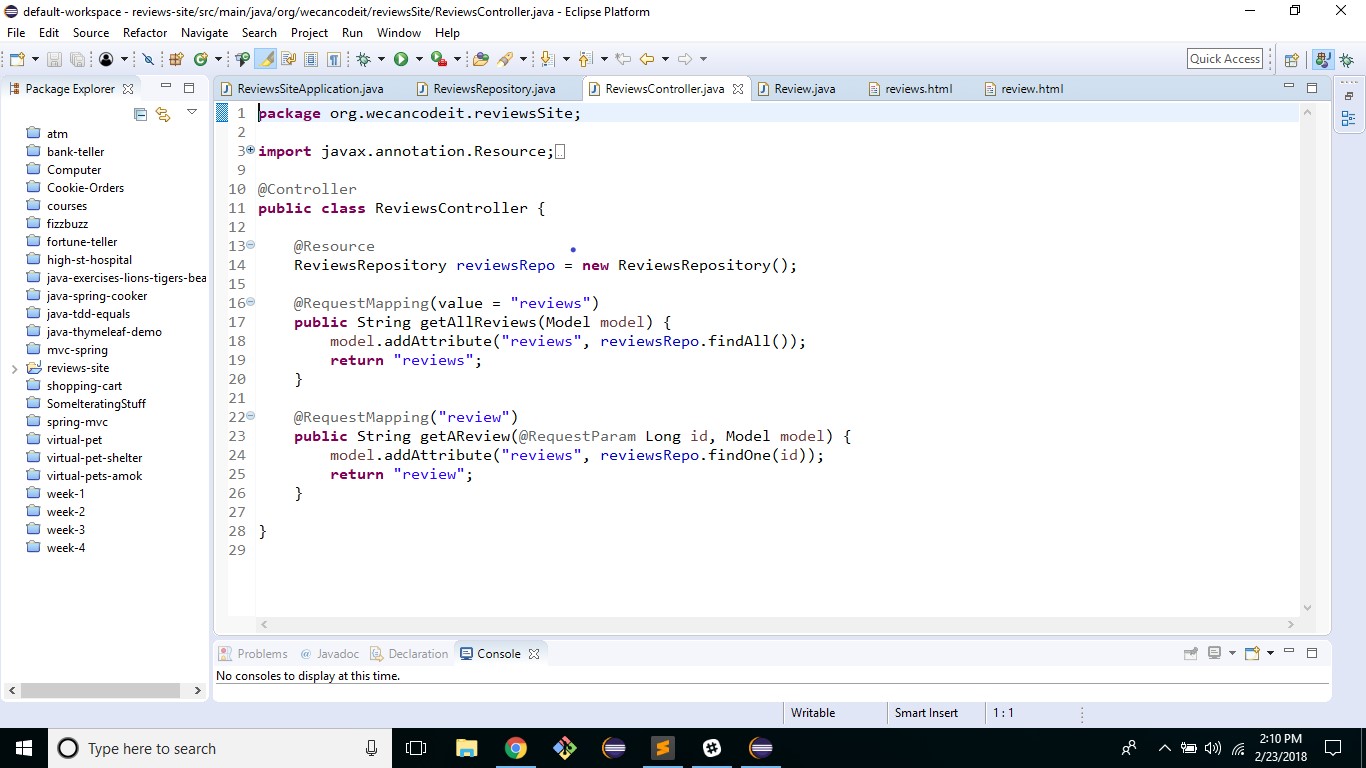 default-workspace - reviews-site/src/main/java/org/wecancodeit/reviewsSite/ReviewsController.java - Eclipse Platform
File Edit Source Refactor Navigate Search Project Run Window Help
Quick Access
Package Explorer
ReviewsSiteApplication.java ReviewsRepository.java ReviewsController.java Review.java reviews.html review.html
atm
bank-teller
Computer
Cookie-Orders
courses
fizzbuzz
fortune-teller
high-st-hospital
java-exercises-lions-tigers-bea
java-spring-cooker
java-tdd-equals
java-thymeleaf-demo
mvc-spring
reviews-site
shopping-cart
SomeIteratingStuff
spring-mvc
virtual-pet
virtual-pet-shelter
virtual-pets-amok
week-1
week-2
week-3
week-4
1 package org.wecancodeit.reviewsSite;
2
3 import javax.annotation.Resource;
9
10 @Controller
11 public class ReviewsController {
12
13 @Resource
14 ReviewsRepository reviewsRepo = new ReviewsRepository();
15
16 @RequestMapping(value = "reviews")
17 public String getAllReviews(Model model) {
18 model.addAttribute("reviews", reviewsRepo.findAll());
19 return "reviews";
20 }
21
22 @RequestMapping("review")
23 public String getAReview(@RequestParam Long id, Model model) {
24 model.addAttribute("reviews", reviewsRepo.findOne(id));
25 return "review";
26 }
27
28 }
29
Problems @ Javadoc Declaration Console
No consoles to display at this time.
Writable Smart Insert 1 : 1
Type here to search
2:10 PM
2/23/2018